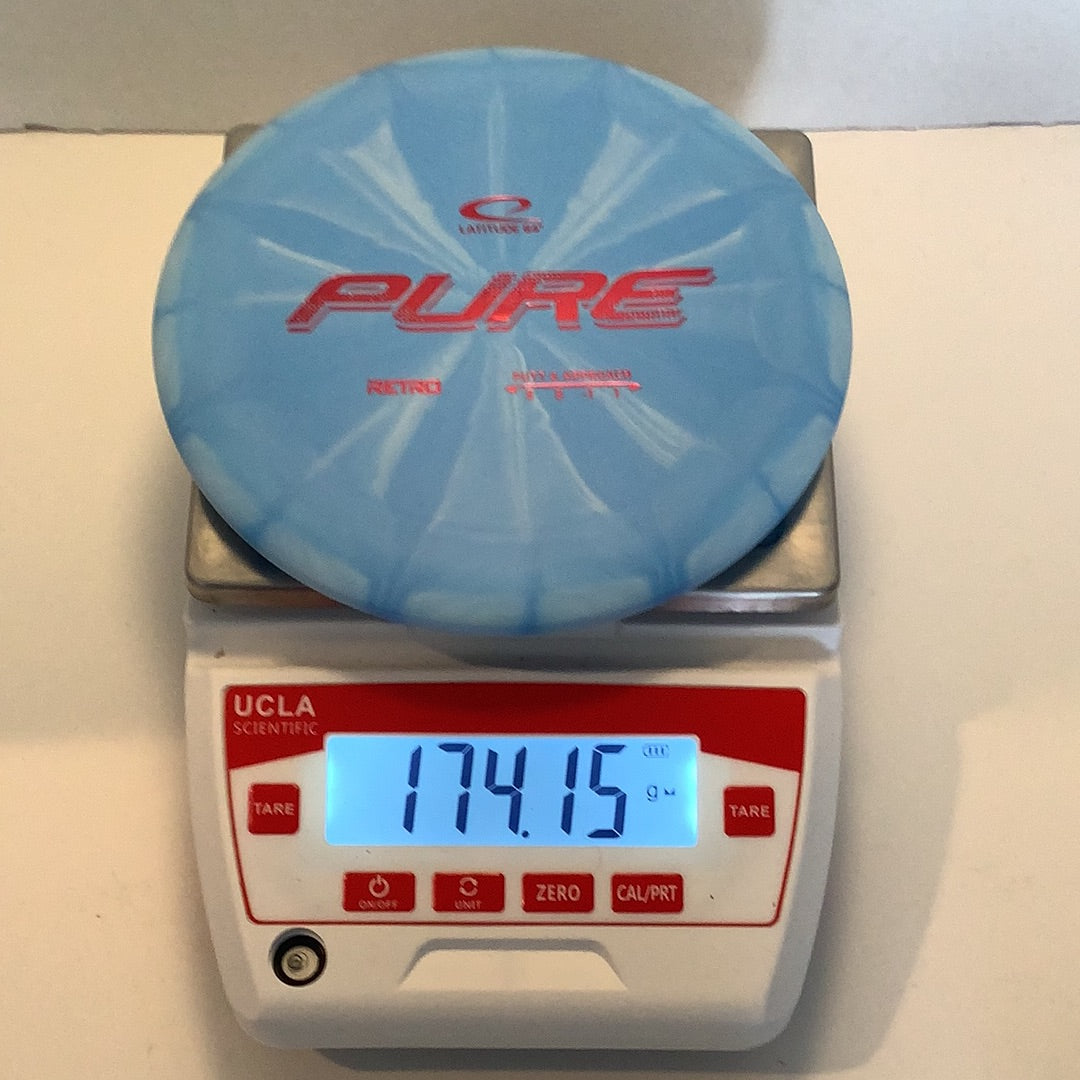 LATITUDE 64°
PURE
RETRO
PUTT & APPROACH
UCLA
SCIENTIFIC
174.15
g
TARE
TARE
ON/OFF
UNIT
ZERO
CAL/PRT